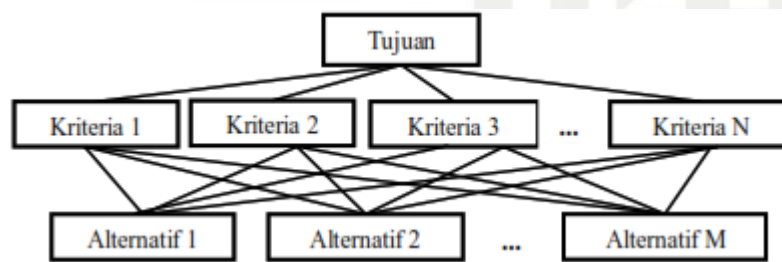 Tujuan
Kriteria 1 Kriteria 2 Kriteria 3 ... Kriteria N
Alternatif 1 Alternatif 2 ... Alternatif M